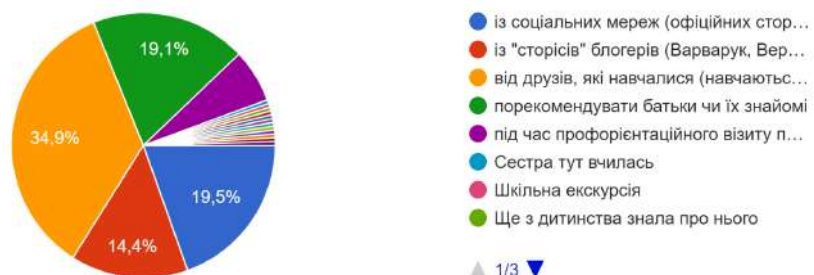 19,1%
34,9%
19,5%
14,4%
із соціальних мереж (офіційних стор...
із "сторісів" блогерів (Варварук, Вер...
від друзів, які навчалися (навчаютьс...
порекомендувати батьки чи їх знайомі
під час профорієнтаційного візиту п...
Сестра тут вчилась
Шкільна екскурсія
Ще з дитинства знала про нього
1/3